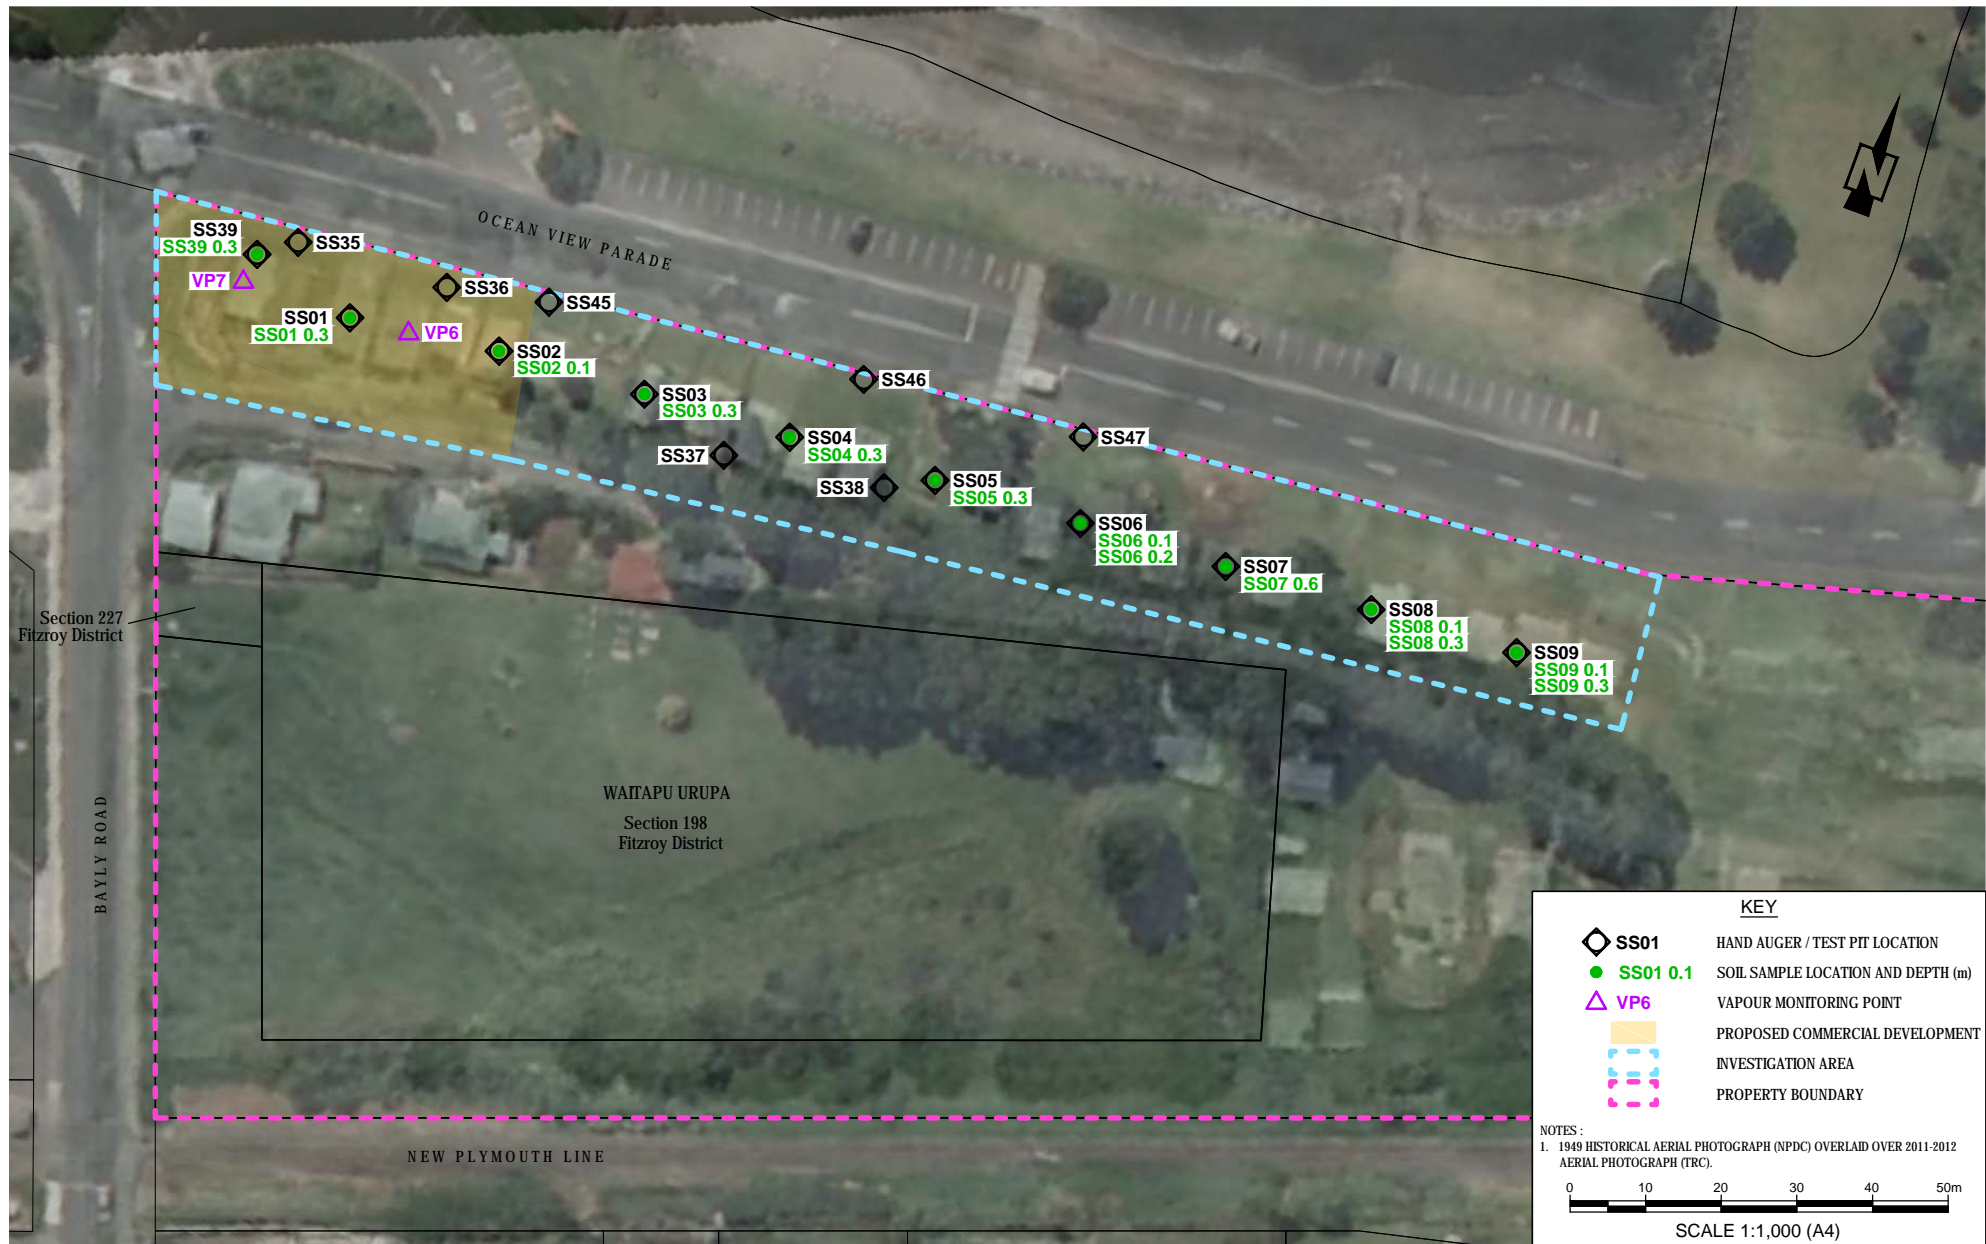 OCEAN VIEW PARADE
SS39
SS39 0.3
SS35
VP7
SS36
SS45
SS01
SS01 0.3
VP6
SS02
SS02 0.1
SS03
SS03 0.3
SS46
SS04
SS04 0.3
SS37
SS47
SS38
SS05
SS05 0.3
SS06
SS06 0.1
SS06 0.2
SS07
SS07 0.6
SS08
SS08 0.1
SS08 0.3
SS09
SS09 0.1
SS09 0.3
Section 227
Fitzroy District
WAITAPU URUPA
Section 198
Fitzroy District
BAYLY ROAD
NEW PLYMOUTH LINE
KEY
SS01 HAND AUGER / TEST PIT LOCATION
SS01 0.1 SOIL SAMPLE LOCATION AND DEPTH (m)
VP6 VAPOUR MONITORING POINT
PROPOSED COMMERCIAL DEVELOPMENT
INVESTIGATION AREA
PROPERTY BOUNDARY
NOTES :
1. 1949 HISTORICAL AERIAL PHOTOGRAPH (NPDC) OVERLAID OVER 2011-2012
AERIAL PHOTOGRAPH (TRC).
0 10 20 30 40 50m
SCALE 1:1,000 (A4)